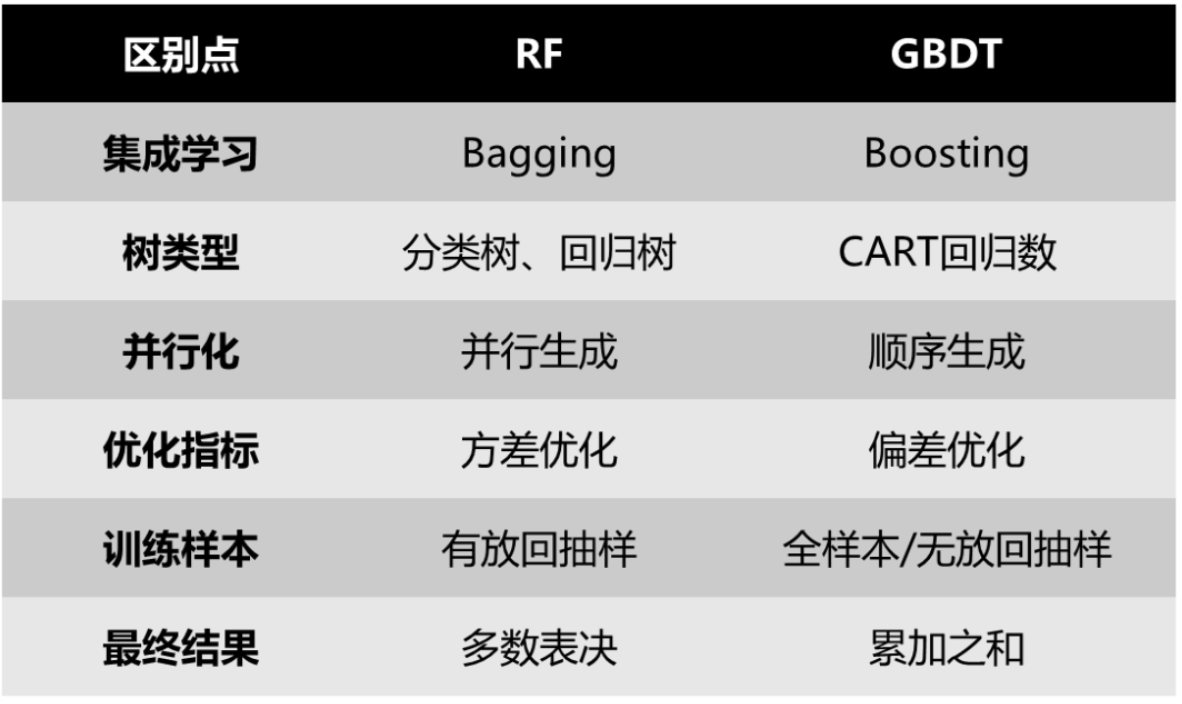 区别点 RF GBDT
集成学习 Bagging Boosting
树类型 分类树、回归树 CART回归数
并行化 并行生成 顺序生成
优化指标 方差优化 偏差优化
训练样本 有放回抽样 全样本/无放回抽样
最终结果 多数表决 累加之和